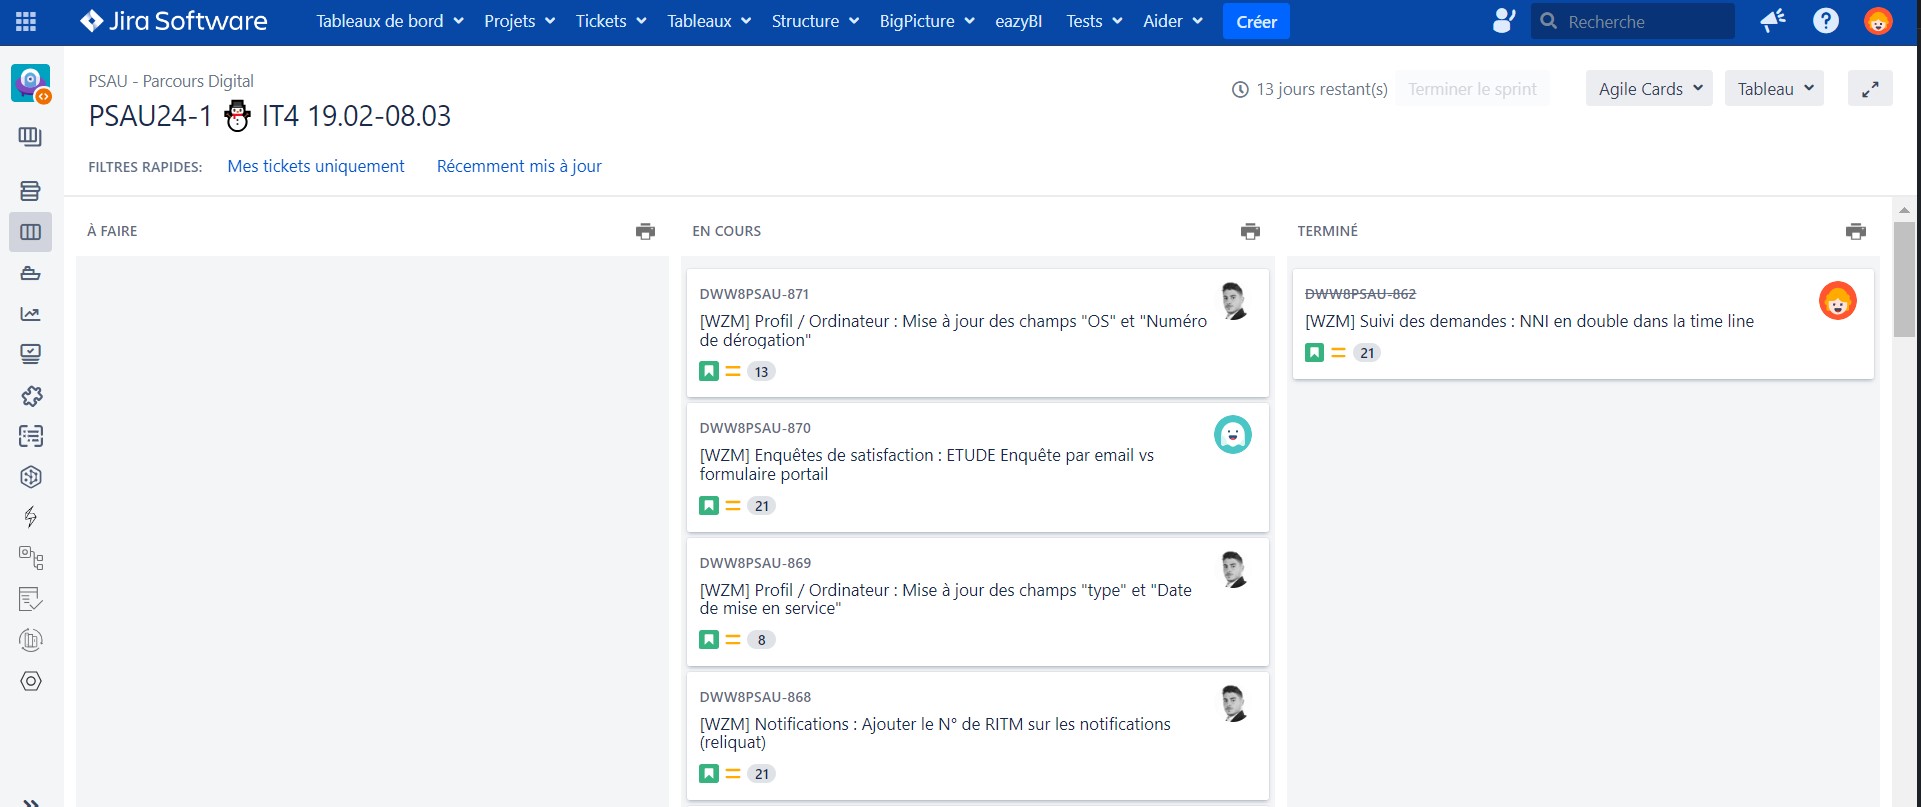 Jira Software Tableaux de bord Projets Tickets Tableaux Structure BigPicture eazyBI Tests Aider Créer Recherche
PSAU - Parcours Digital
PSAU24-1 ⛄ IT4 19.02-08.03
13 jours restant(s) Terminer le sprint Agile Cards Tableau
FILTRES RAPIDES: Mes tickets uniquement Récemment mis à jour
À FAIRE
EN COURS
TERMINÉ
DWW8PSAU-871
[WZM] Profil / Ordinateur : Mise à jour des champs "OS" et "Numéro
de dérogation"
13
DWW8PSAU-870
[WZM] Enquêtes de satisfaction : ETUDE Enquête par email vs
formulaire portail
21
DWW8PSAU-869
[WZM] Profil / Ordinateur : Mise à jour des champs "type" et "Date
de mise en service"
8
DWW8PSAU-868
[WZM] Notifications : Ajouter le N° de RITM sur les notifications
(reliquat)
21
DWW8PSAU-862
[WZM] Suivi des demandes : NNI en double dans la time line
21